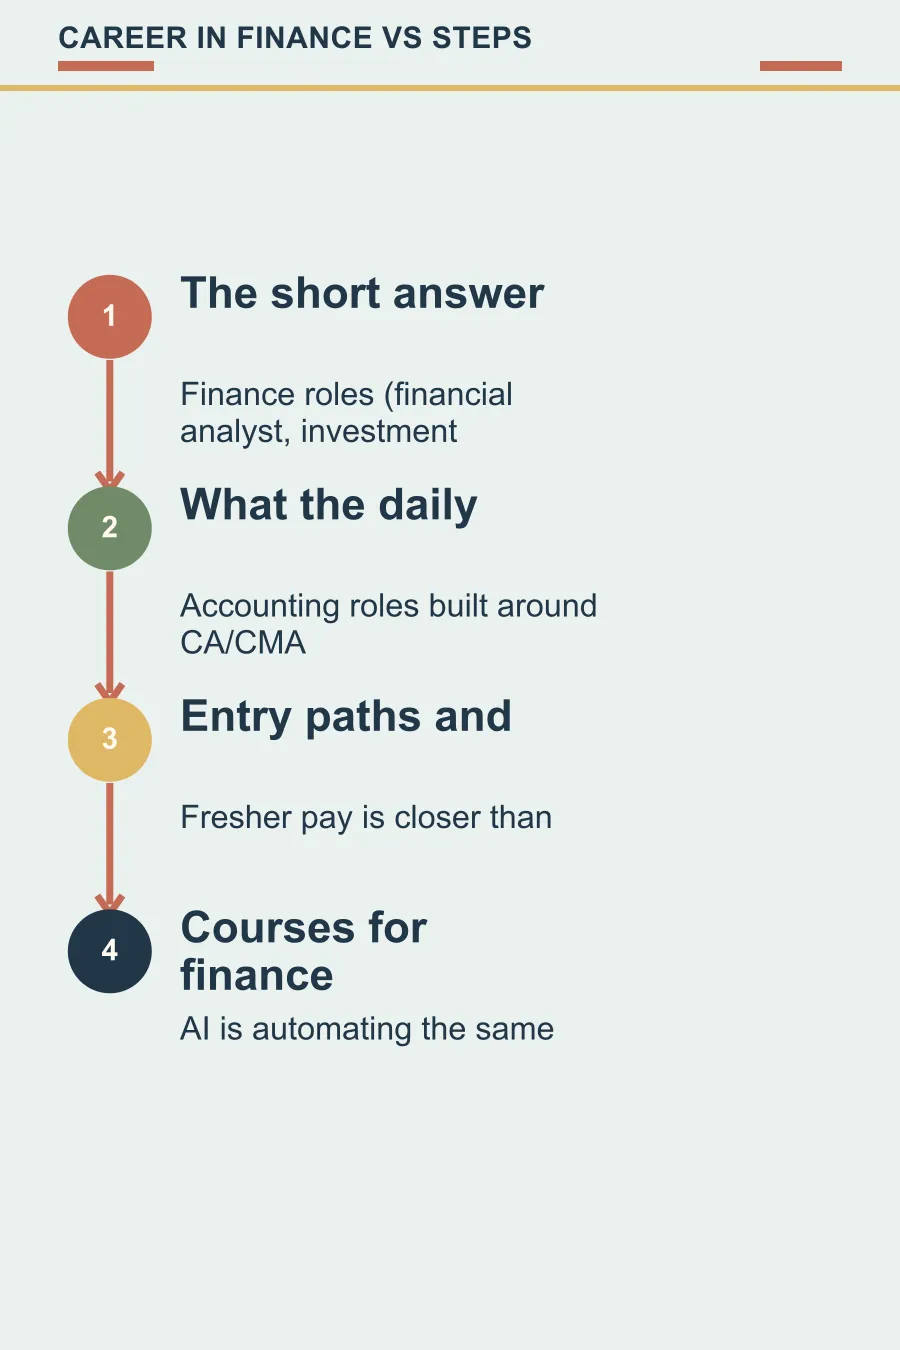 CAREER IN FINANCE VS STEPS
1
The short answer
Finance roles (financial
analyst, investment
2
What the daily
Accounting roles built around
CA/CMA
3
Entry paths and
Fresher pay is closer than
4
Courses for
finance
AI is automating the same